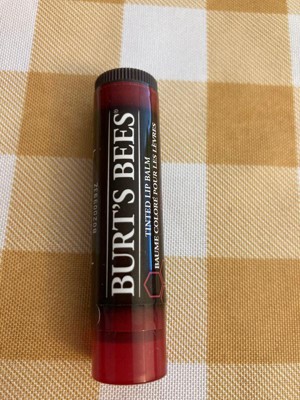 BURT'S BEES®
TINTED LIP BALM
BAUME COLORÉ POUR LES LÈVRES